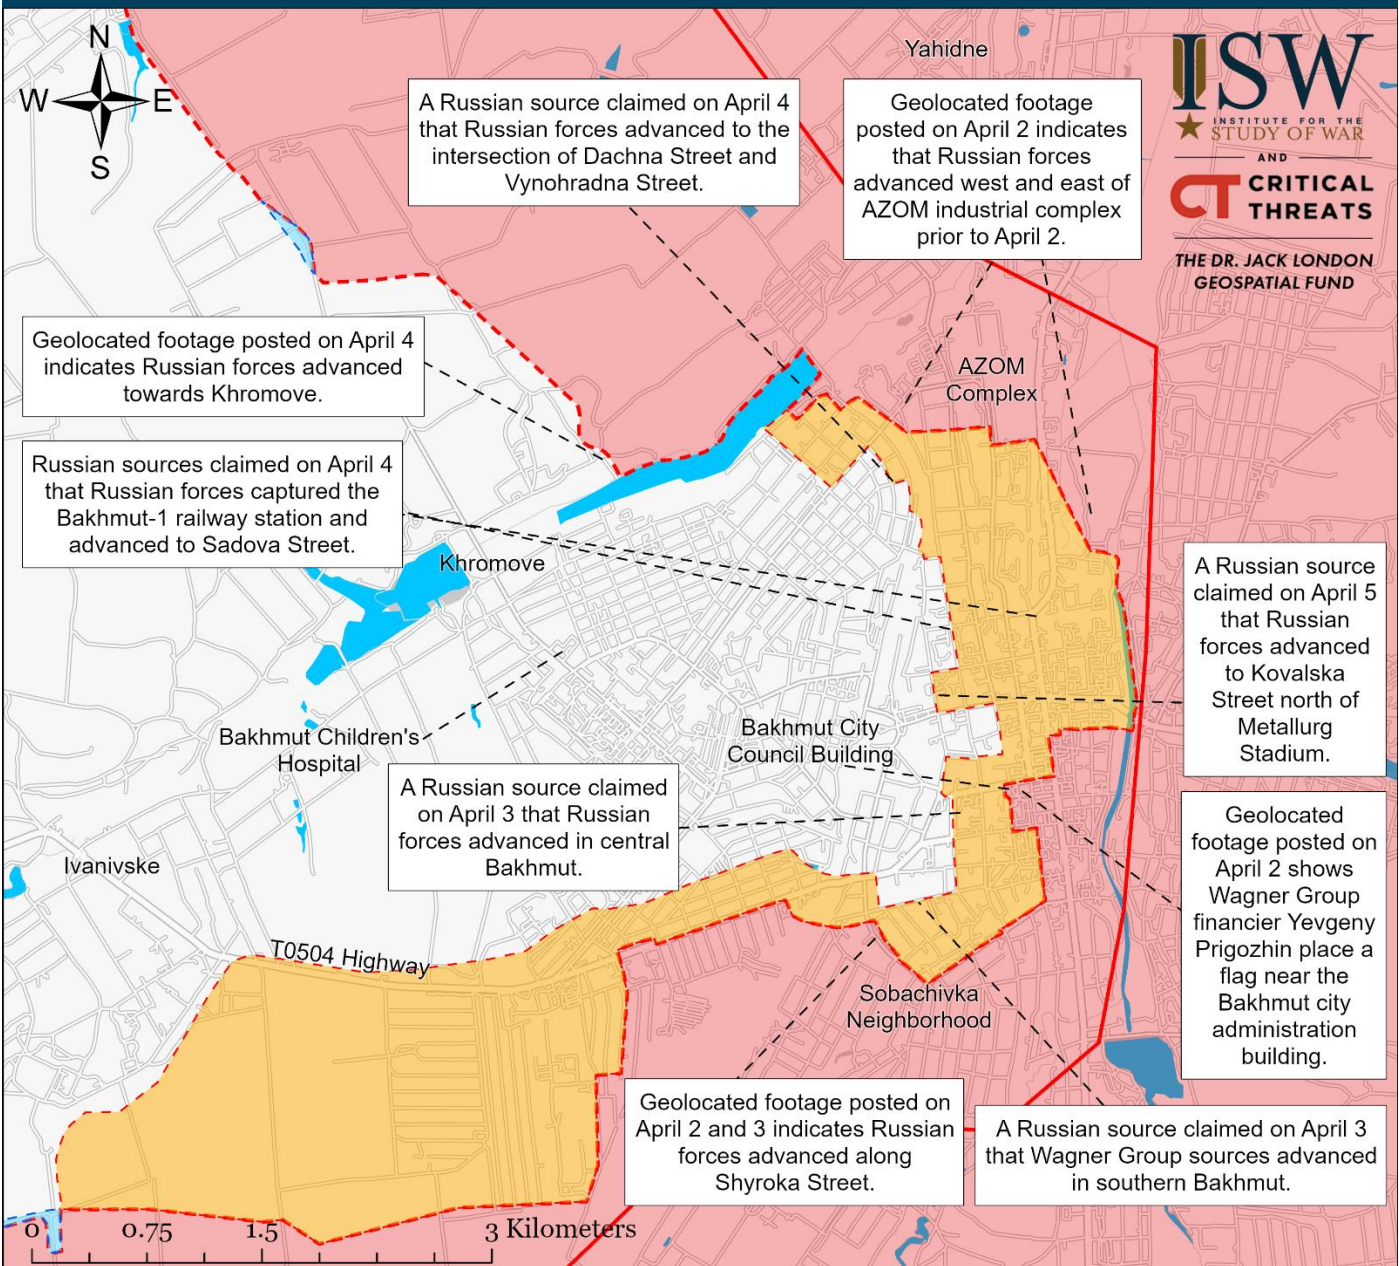 N
W
E
S
Yahidne
ISW
INSTITUTE FOR THE
STUDY OF WAR
AND
CT CRITICAL
THREATS
THE DR. JACK LONDON
GEOSPATIAL FUND
A Russian source claimed on April 4
that Russian forces advanced to the
intersection of Dachna Street and
Vynohradna Street.
Geolocated footage
posted on April 2 indicates
that Russian forces
advanced west and east of
AZOM industrial complex
prior to April 2.
Geolocated footage posted on April 4
indicates Russian forces advanced
towards Khromove.
AZOM
Complex
Russian sources claimed on April 4
that Russian forces captured the
Bakhmut-1 railway station and
advanced to Sadova Street.
Khromove
A Russian source
claimed on April 5
that Russian
forces advanced
to Kovalska
Street north of
Metallurg
Stadium.
Bakhmut Children's
Hospital
Bakhmut City
Council Building
A Russian source claimed
on April 3 that Russian
forces advanced in central
Bakhmut.
Geolocated
footage posted on
April 2 shows
Wagner Group
financier Yevgeny
Prigozhin place a
flag near the
Bakhmut city
administration
building.
Ivanivske
T0504 Highway
Sobachivka
Neighborhood
Geolocated footage posted on
April 2 and 3 indicates Russian
forces advanced along
Shyroka Street.
A Russian source claimed on April 3
that Wagner Group sources advanced
in southern Bakhmut.
0 0.75 1.5 3 Kilometers